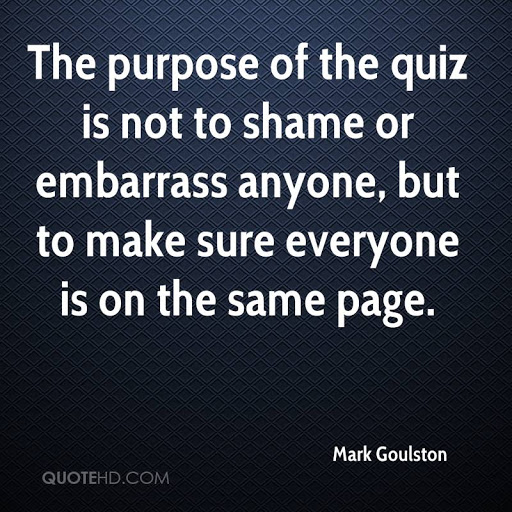 The purpose of the quiz
is not to shame or
embarrass anyone, but
to make sure everyone
is on the same page.
Mark Goulston
QUOTEHD.COM